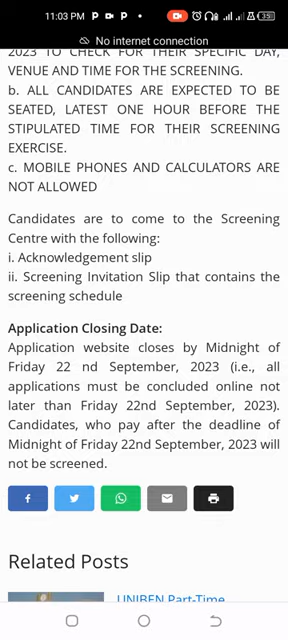 11:03 PM
No internet connection
2023 TO CHECK FOR THEIR SPECIFIC DAY,
VENUE AND TIME FOR THE SCREENING.
b. ALL CANDIDATES ARE EXPECTED TO BE
SEATED, LATEST ONE HOUR BEFORE THE
STIPULATED TIME FOR THEIR SCREENING
EXERCISE.
c. MOBILE PHONES AND CALCULATORS ARE
NOT ALLOWED
Candidates are to come to the Screening
Centre with the following:
i. Acknowledgement slip
ii. Screening Invitation Slip that contains the
screening schedule
Application Closing Date:
Application website closes by Midnight of
Friday 22 nd September, 2023 (i.e., all
applications must be concluded online not
later than Friday 22nd September, 2023).
Candidates, who pay after the deadline of
Midnight of Friday 22nd September, 2023 will
not be screened.
Related Posts
UNIBEN Part-Time